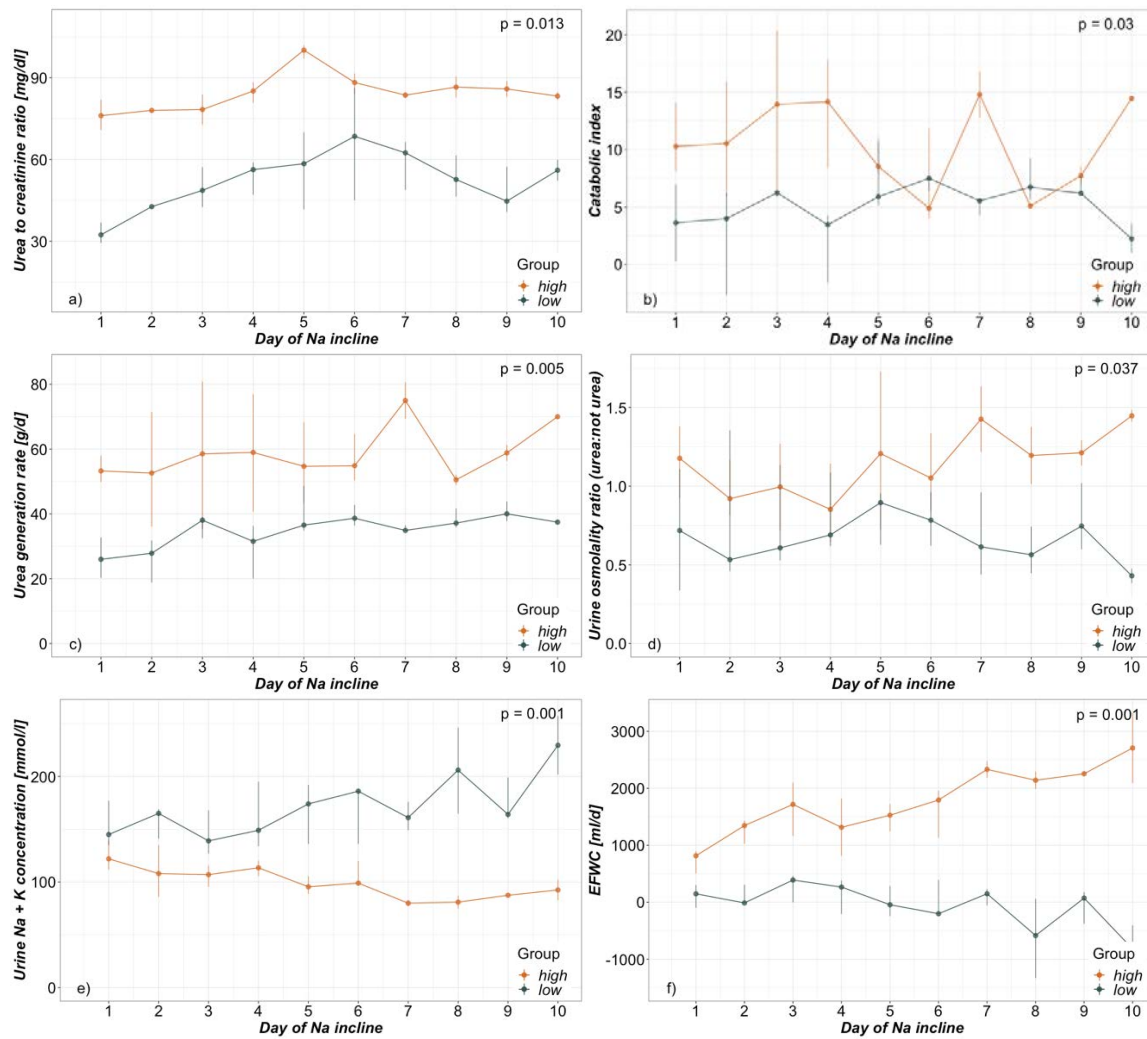 p = 0.013
Urea to creatinine ratio [mg/dl]
90
60
30
Group
high
low
a)
1 2 3 4 5 6 7 8 9 10
Day of Na incline
p = 0.03
Catabolic index
20
15
10
5
0
Group
high
low
b)
1 2 3 4 5 6 7 8 9 10
Day of Na incline
p = 0.005
Urea generation rate [g/d]
80
60
40
20
0
Group
high
low
c)
1 2 3 4 5 6 7 8 9 10
Day of Na incline
p = 0.037
Urine osmolality ratio (urea:not urea)
1.5
1.0
0.5
0.0
Group
high
low
d)
1 2 3 4 5 6 7 8 9 10
Day of Na incline
p = 0.001
Urine Na + K concentration [mmol/l]
200
100
0
Group
high
low
e)
1 2 3 4 5 6 7 8 9 10
Day of Na incline
p = 0.001
EFWC [ml/d]
3000
2000
1000
0
-1000
Group
high
low
f)
1 2 3 4 5 6 7 8 9 10
Day of Na incline